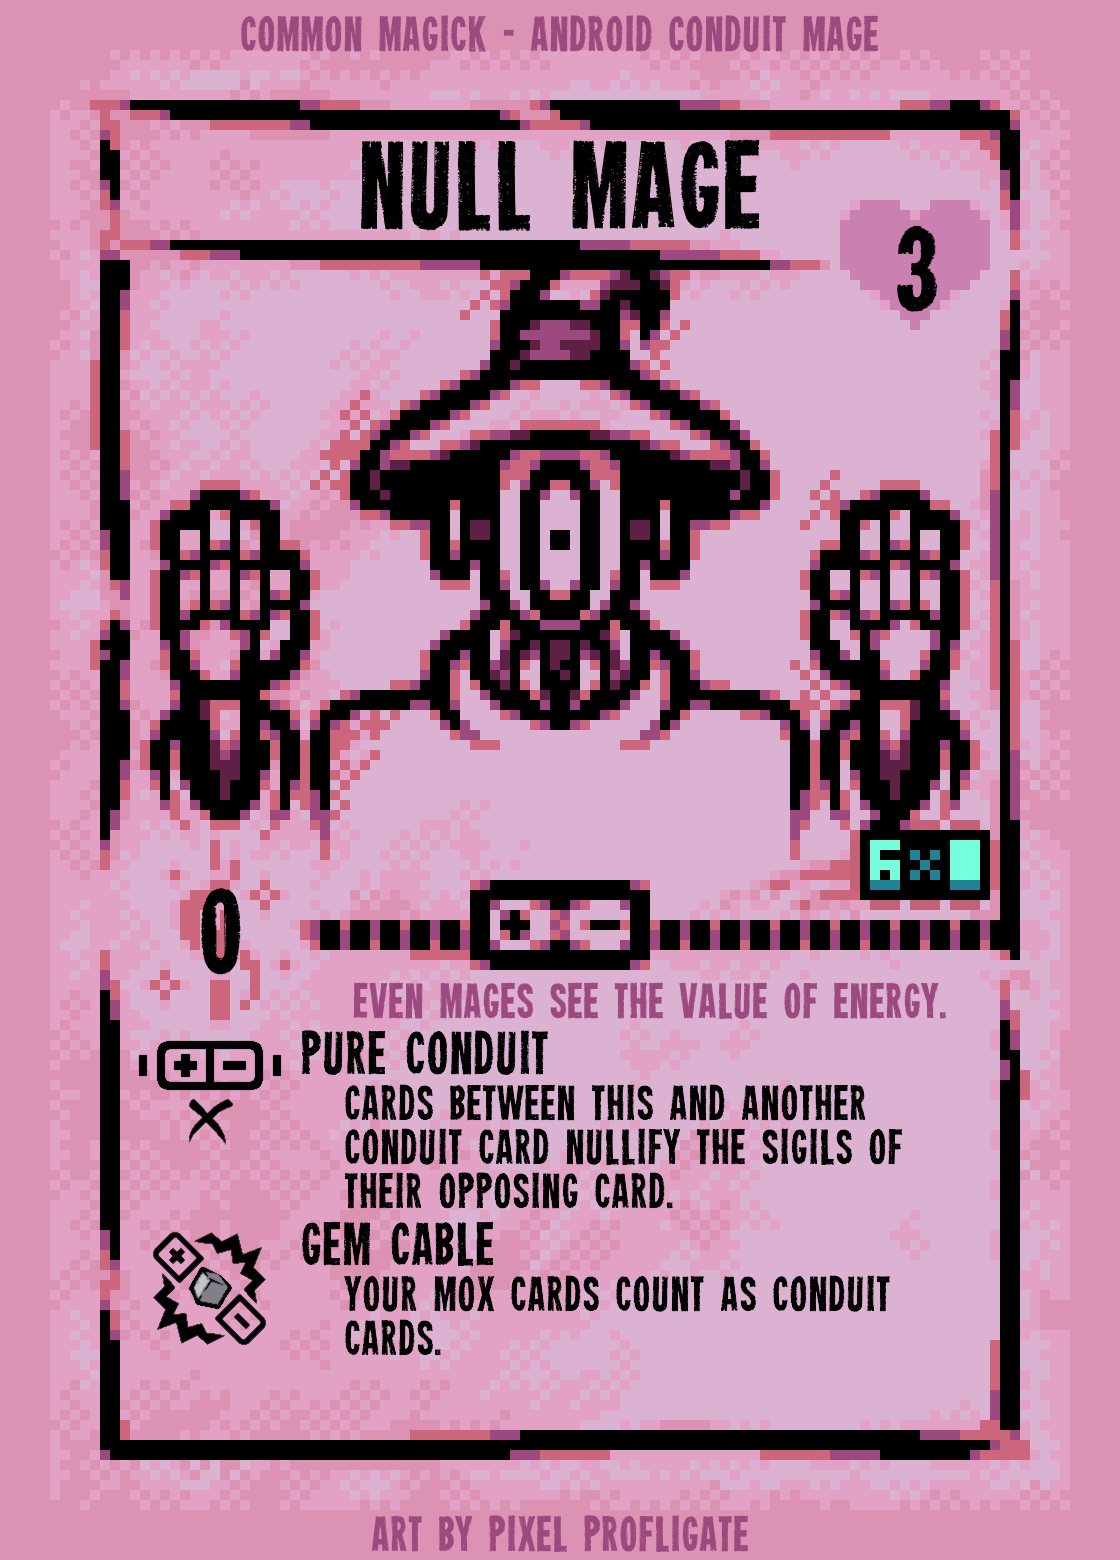 COMMON MAGICK - ANDROID CONDUIT MAGE
NULL MAGE
3
6 x
0
EVEN MAGES SEE THE VALUE OF ENERGY.
PURE CONDUIT
CARDS BETWEEN THIS AND ANOTHER
CONDUIT CARD NULLIFY THE SIGILS OF
THEIR OPPOSING CARD.
GEM CABLE
YOUR MOX CARDS COUNT AS CONDUIT
CARDS.
ART BY PIXEL PROFLIGATE